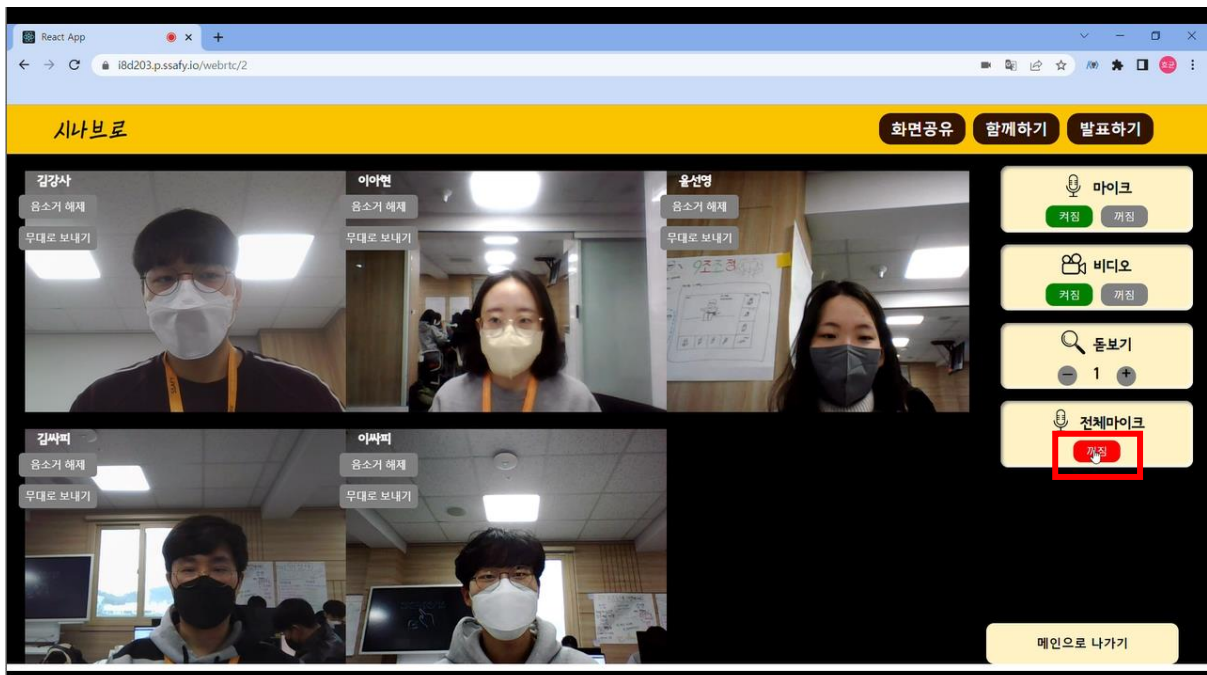 React App
i8d203.p.ssafy.io/webrtc/2
시나브로
화면공유
함께하기
발표하기
김강사
음소거 해제
무대로 보내기
이아현
음소거 해제
무대로 보내기
윤선영
음소거 해제
무대로 보내기
마이크
켜짐
꺼짐
비디오
켜짐
꺼짐
돋보기
1
전체마이크
꺼짐
김싸피
음소거 해제
무대로 보내기
이싸피
음소거 해제
무대로 보내기
메인으로 나가기